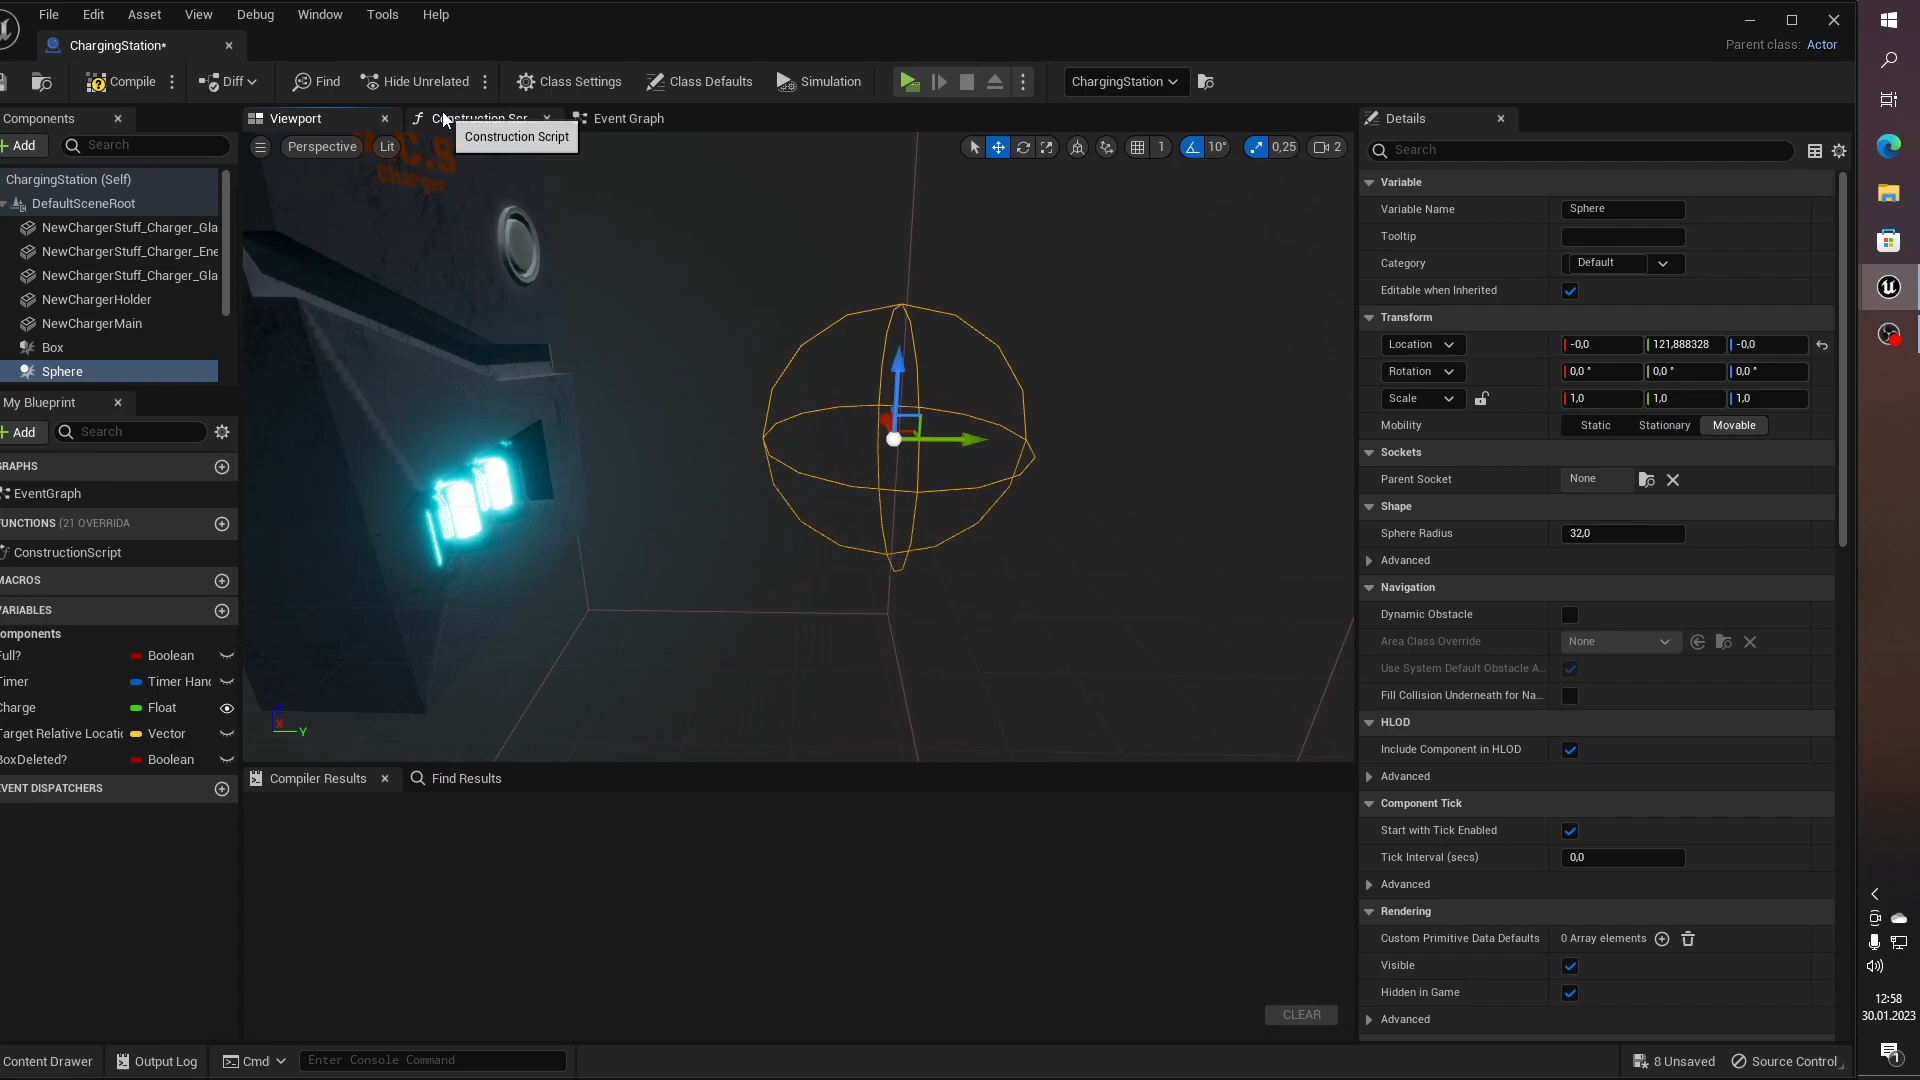 File Edit Asset View Debug Window Tools Help
ChargingStation*
Parent class: Actor
Compile Diff Find Hide Unrelated Class Settings Class Defaults Simulation ChargingStation
Components
Add Search
ChargingStation (Self)
DefaultSceneRoot
NewChargerStuff_Charger_Gla
NewChargerStuff_Charger_Ene
NewChargerStuff_Charger_Gla
NewChargerHolder
NewChargerMain
Box
Sphere
My Blueprint
Add Search
GRAPHS
EventGraph
FUNCTIONS (21 OVERRIDA
ConstructionScript
MACROS
VARIABLES
omponents
Full? Boolean
Timer Timer Hand
Charge Float
Target Relative Locatic Vector
BoxDeleted? Boolean
EVENT DISPATCHERS
Viewport Construction Scr... Event Graph
Construction Script
Perspective Lit
1 10° 0,25 2
C.S
Charger
X Y
Compiler Results Find Results
CLEAR
Details
Search
Variable
Variable Name Sphere
Tooltip
Category Default
Editable when Inherited
Transform
Location -0,0 121,888328 -0,0
Rotation 0,0 ° 0,0 ° 0,0 °
Scale 1,0 1,0 1,0
Mobility Static Stationary Movable
Sockets
Parent Socket None
Shape
Sphere Radius 32,0
Advanced
Navigation
Dynamic Obstacle
Area Class Override None
Use System Default Obstacle A...
Fill Collision Underneath for Na...
HLOD
Include Component in HLOD
Advanced
Component Tick
Start with Tick Enabled
Tick Interval (secs) 0,0
Advanced
Rendering
Custom Primitive Data Defaults 0 Array elements
Visible
Hidden in Game
Advanced
Content Drawer Output Log Cmd Enter Console Command 8 Unsaved Source Control
12:58
30.01.2023
1